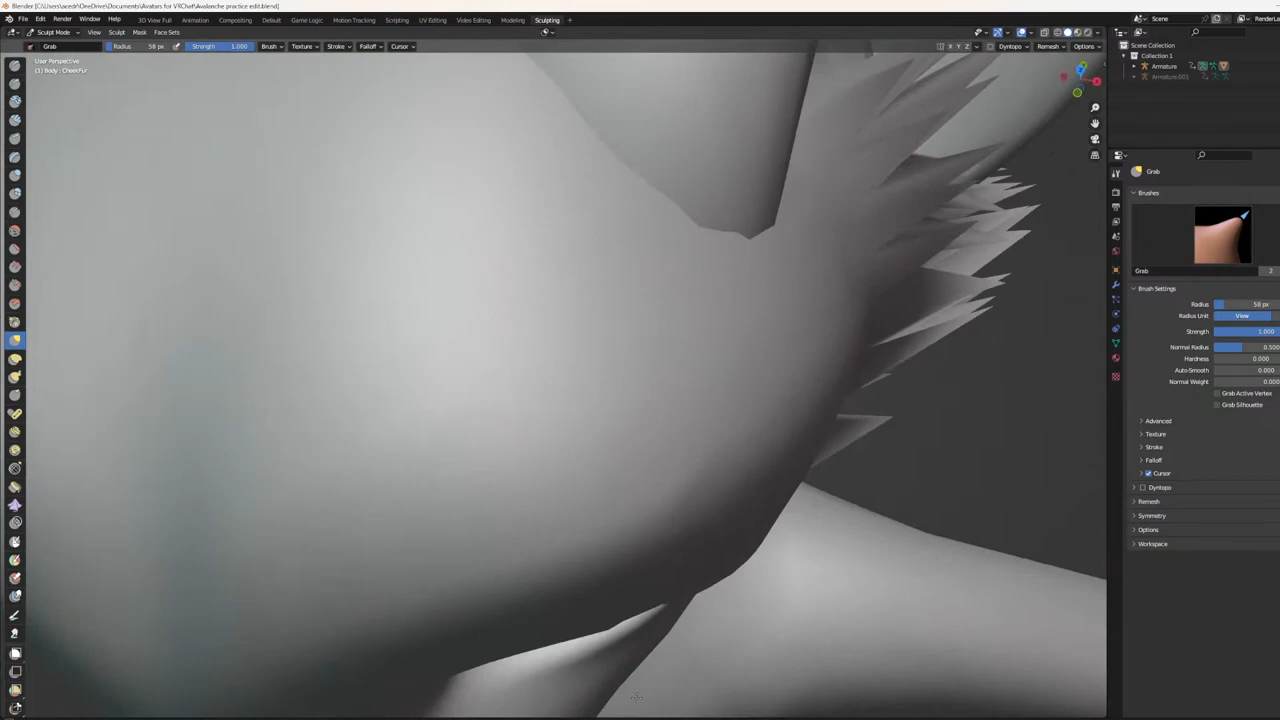 Blender [C:\Users\acedr\OneDrive\Documents\Avatars for VRChat\Avalanche practice edit.blend]
File Edit Render Window Help 3D View Full Animation Compositing Default Game Logic Motion Tracking Scripting UV Editing Video Editing Modeling Sculpting + Scene RenderLay
Sculpt Mode View Sculpt Mask Face Sets
Grab Radius 58 px Strength 1.000 Brush Texture Stroke Falloff Cursor X Y Z Dyntopo Remesh Options
User Perspective
(1) Body : CheekFur
Scene Collection
Collection 1
Armature
Armature.001
Grab
Brushes
Grab 2
Brush Settings
Radius 58 px
Radius Unit View
Strength 1.000
Normal Radius 0.500
Hardness 0.000
Auto-Smooth 0.000
Normal Weight 0.000
Grab Active Vertex
Grab Silhouette
Advanced
Texture
Stroke
Falloff
Cursor
Dyntopo
Remesh
Symmetry
Options
Workspace